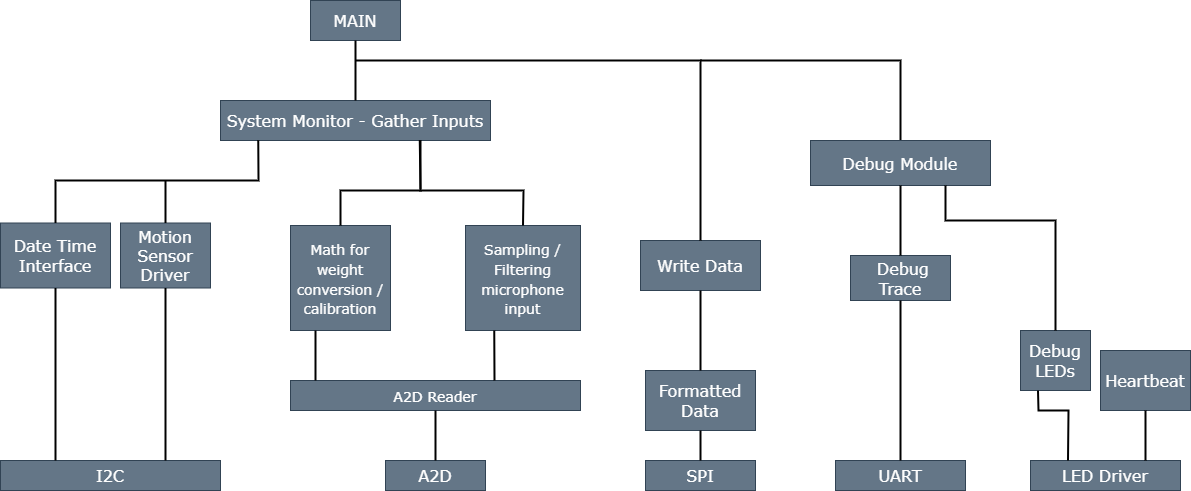 MAIN
System Monitor - Gather Inputs
Debug Module
Date Time
Interface
Motion
Sensor
Driver
Math for
weight
conversion /
calibration
Sampling /
Filtering
microphone
input
Write Data
Debug
Trace
Debug
LEDs
Heartbeat
A2D Reader
Formatted
Data
I2C
A2D
SPI
UART
LED Driver